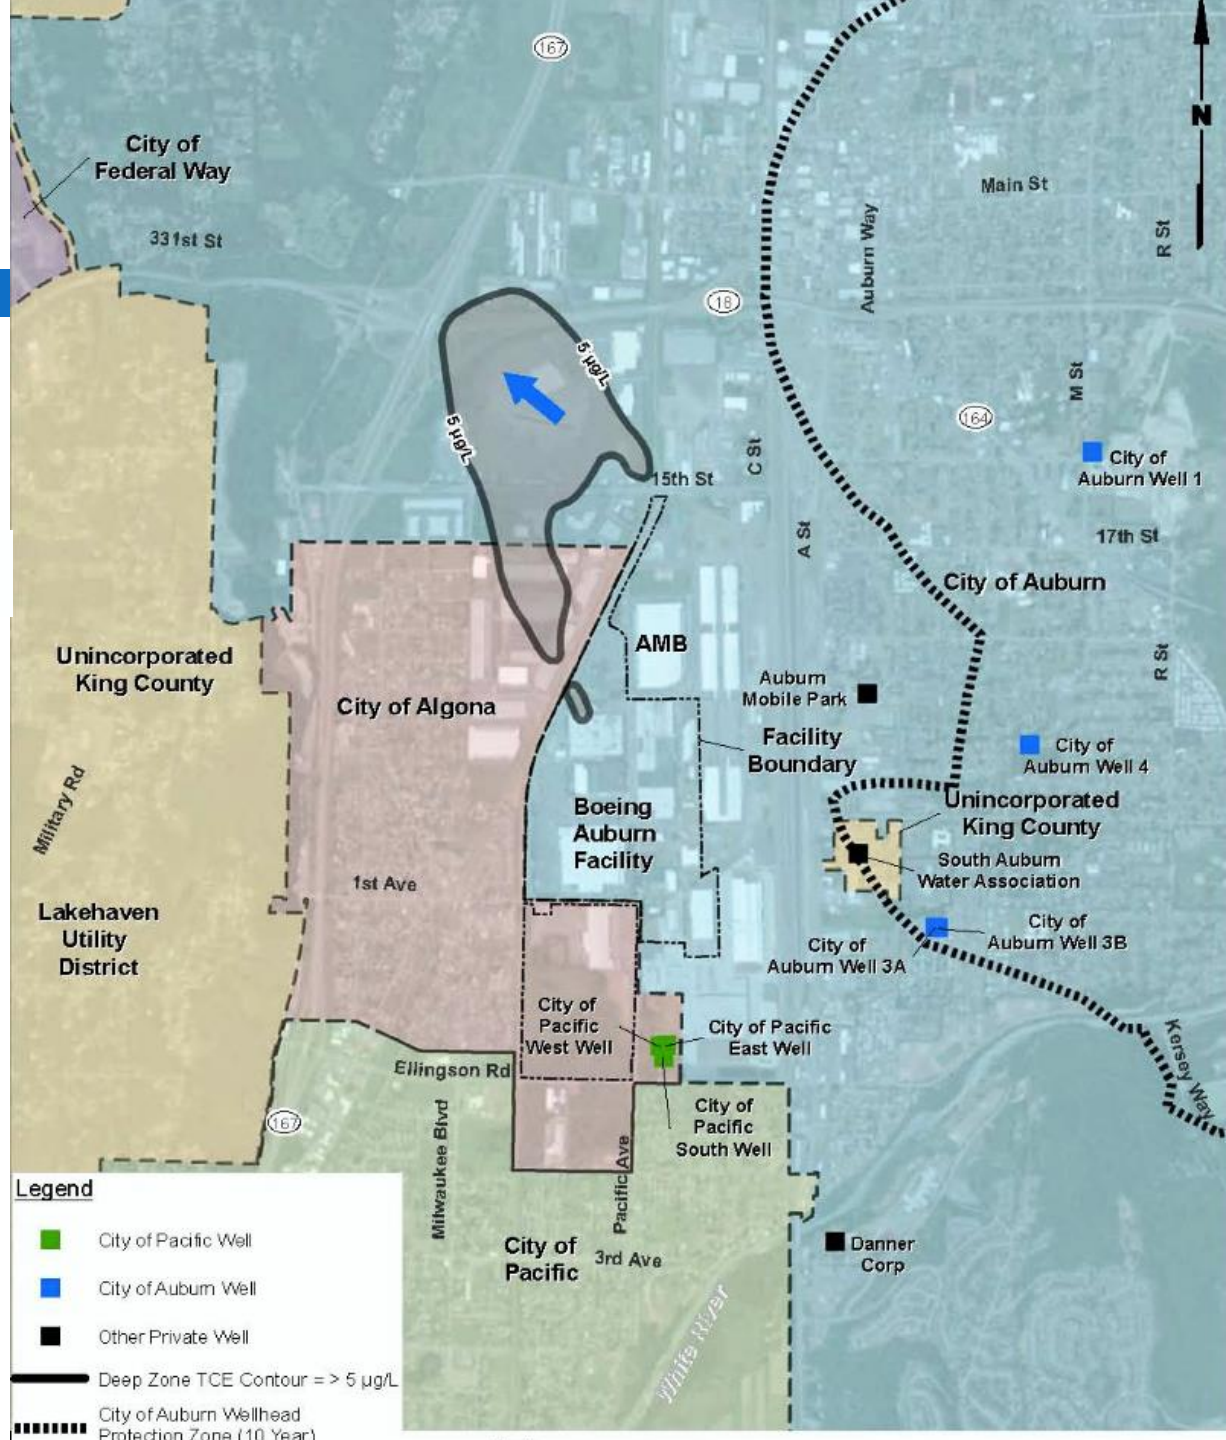 167
N
City of
Federal Way
Main St
331st St
Auburn Way
R St
18
5 µg/L
5 µg/L
M St
164
C St
City of
Auburn Well 1
15th St
A St
17th St
City of Auburn
AMB
R St
Unincorporated
King County
Auburn
Mobile Park
City of Algona
Facility
Boundary
City of
Auburn Well 4
Military Rd
Boeing
Auburn
Facility
Unincorporated
King County
South Auburn
Water Association
1st Ave
Lakehaven
Utility
District
City of
Auburn Well 3B
City of
Auburn Well 3A
City of
Pacific
West Well
City of Pacific
East Well
Kersey Way
Ellingson Rd
167
Milwaukee Blvd
City of
Pacific
South Well
Pacific Ave
City of
Pacific
3rd Ave
Danner
Corp
White River
Legend
City of Pacific Well
City of Auburn Well
Other Private Well
Deep Zone TCE Contour = > 5 µg/L
City of Auburn Wellhead
Protection Zone (10 Year)